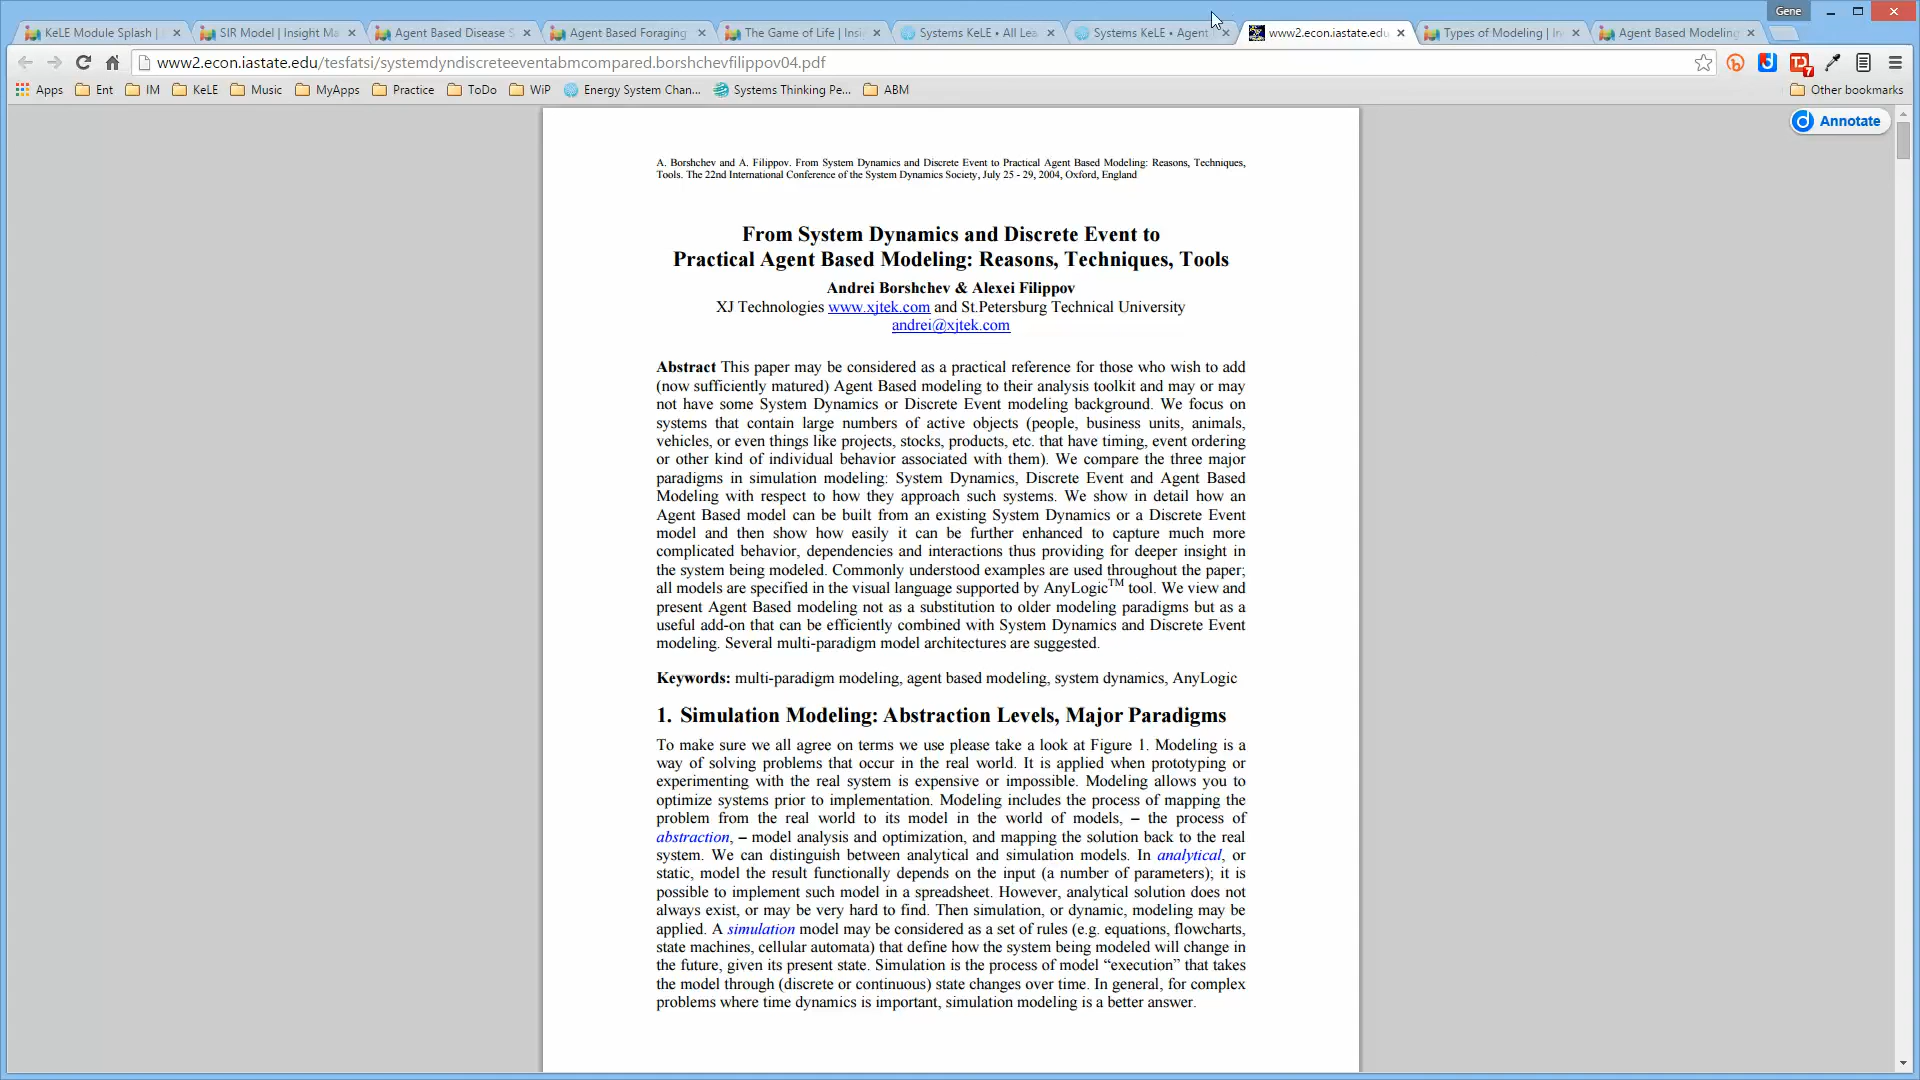 Gene
KeLE Module Splash |
SIR Model | Insight Ma
Agent Based Disease S
Agent Based Foraging
The Game of Life | Insi
Systems KeLE • All Lea
Systems KeLE • Agent
www2.econ.iastate.edu
Types of Modeling | In
Agent Based Modeling
www2.econ.iastate.edu/tesfatsi/systemdyndiscreteeventabmcompared.borshchevfilippov04.pdf
7
Apps Ent IM KeLE Music MyApps Practice ToDo WiP Energy System Chan... Systems Thinking Pe... ABM Other bookmarks
Annotate
A. Borshchev and A. Filippov. From System Dynamics and Discrete Event to Practical Agent Based Modeling: Reasons, Techniques,
Tools. The 22nd International Conference of the System Dynamics Society, July 25 - 29, 2004, Oxford, England
From System Dynamics and Discrete Event to
Practical Agent Based Modeling: Reasons, Techniques, Tools
Andrei Borshchev & Alexei Filippov
XJ Technologies www.xjtek.com and St.Petersburg Technical University
andrei@xjtek.com
Abstract This paper may be considered as a practical reference for those who wish to add
(now sufficiently matured) Agent Based modeling to their analysis toolkit and may or may
not have some System Dynamics or Discrete Event modeling background. We focus on
systems that contain large numbers of active objects (people, business units, animals,
vehicles, or even things like projects, stocks, products, etc. that have timing, event ordering
or other kind of individual behavior associated with them). We compare the three major
paradigms in simulation modeling: System Dynamics, Discrete Event and Agent Based
Modeling with respect to how they approach such systems. We show in detail how an
Agent Based model can be built from an existing System Dynamics or a Discrete Event
model and then show how easily it can be further enhanced to capture much more
complicated behavior, dependencies and interactions thus providing for deeper insight in
the system being modeled. Commonly understood examples are used throughout the paper;
all models are specified in the visual language supported by AnyLogic™ tool. We view and
present Agent Based modeling not as a substitution to older modeling paradigms but as a
useful add-on that can be efficiently combined with System Dynamics and Discrete Event
modeling. Several multi-paradigm model architectures are suggested.
Keywords: multi-paradigm modeling, agent based modeling, system dynamics, AnyLogic
1. Simulation Modeling: Abstraction Levels, Major Paradigms
To make sure we all agree on terms we use please take a look at Figure 1. Modeling is a
way of solving problems that occur in the real world. It is applied when prototyping or
experimenting with the real system is expensive or impossible. Modeling allows you to
optimize systems prior to implementation. Modeling includes the process of mapping the
problem from the real world to its model in the world of models, – the process of
abstraction, – model analysis and optimization, and mapping the solution back to the real
system. We can distinguish between analytical and simulation models. In analytical, or
static, model the result functionally depends on the input (a number of parameters); it is
possible to implement such model in a spreadsheet. However, analytical solution does not
always exist, or may be very hard to find. Then simulation, or dynamic, modeling may be
applied. A simulation model may be considered as a set of rules (e.g. equations, flowcharts,
state machines, cellular automata) that define how the system being modeled will change in
the future, given its present state. Simulation is the process of model “execution” that takes
the model through (discrete or continuous) state changes over time. In general, for complex
problems where time dynamics is important, simulation modeling is a better answer.